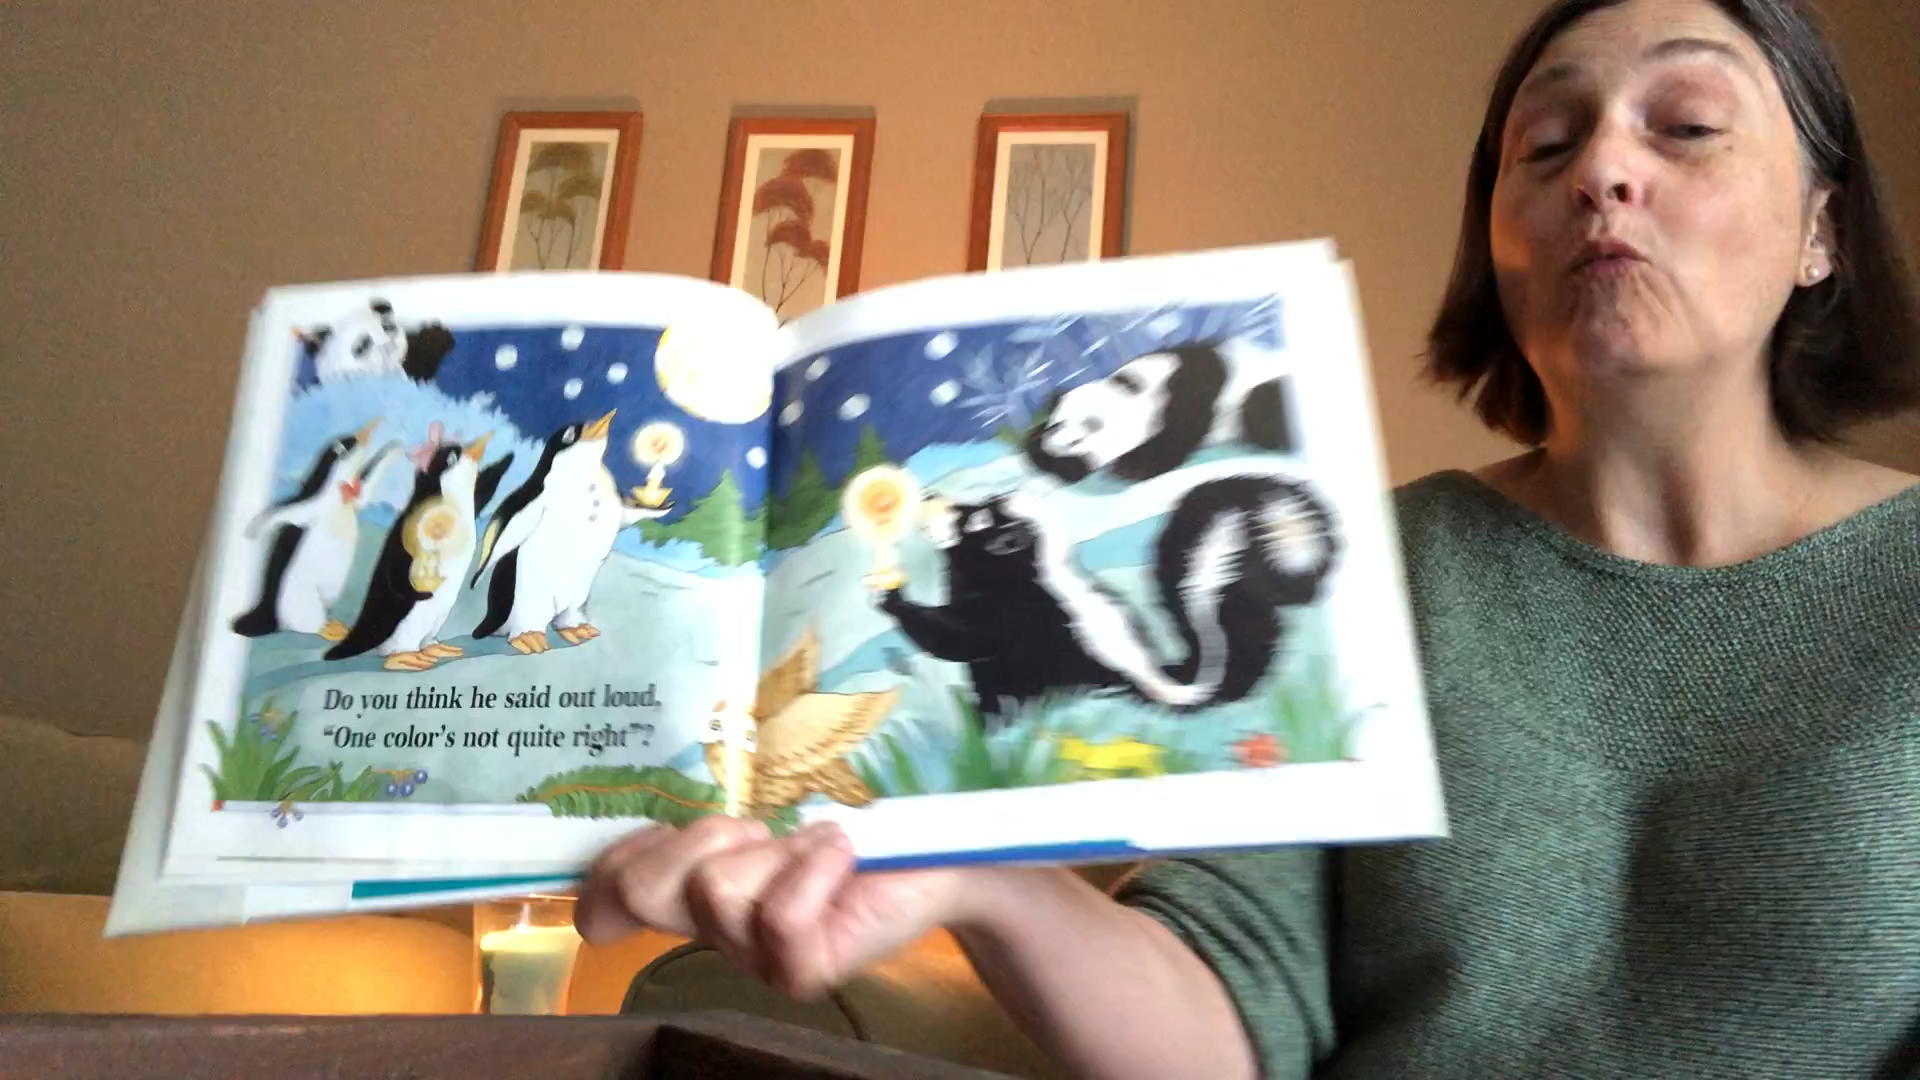 Do you think he said out loud,
“One color's not quite right”?